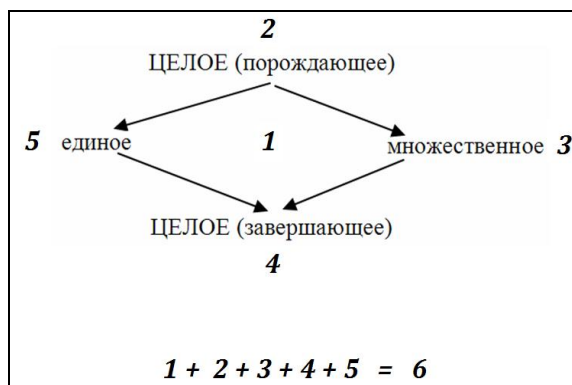 2
ЦЕЛОЕ (порождающее)
5 единое 1 множественное 3
ЦЕЛОЕ (завершающее)
4
1 + 2 + 3 + 4 + 5 = 6